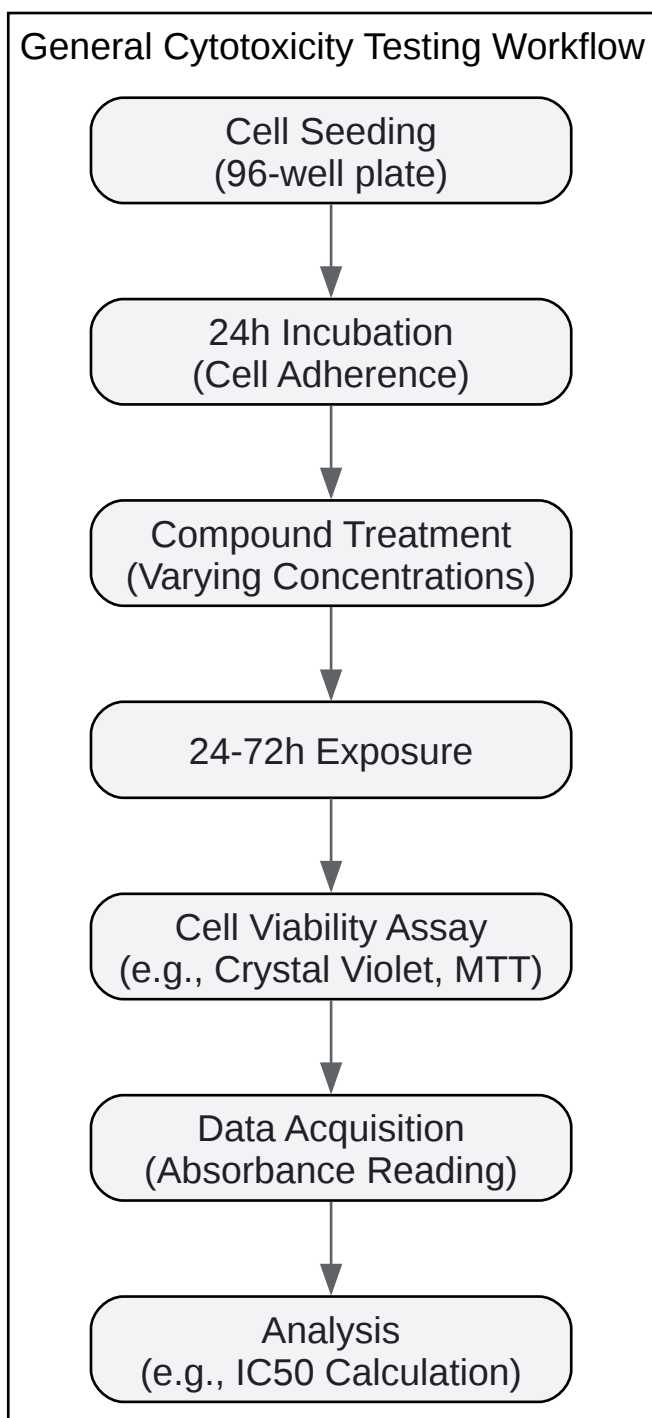 General Cytotoxicity Testing Workflow
Cell Seeding
(96-well plate)
24h Incubation
(Cell Adherence)
Compound Treatment
(Varying Concentrations)
24-72h Exposure
Cell Viability Assay
(e.g., Crystal Violet, MTT)
Data Acquisition
(Absorbance Reading)
Analysis
(e.g., IC50 Calculation)